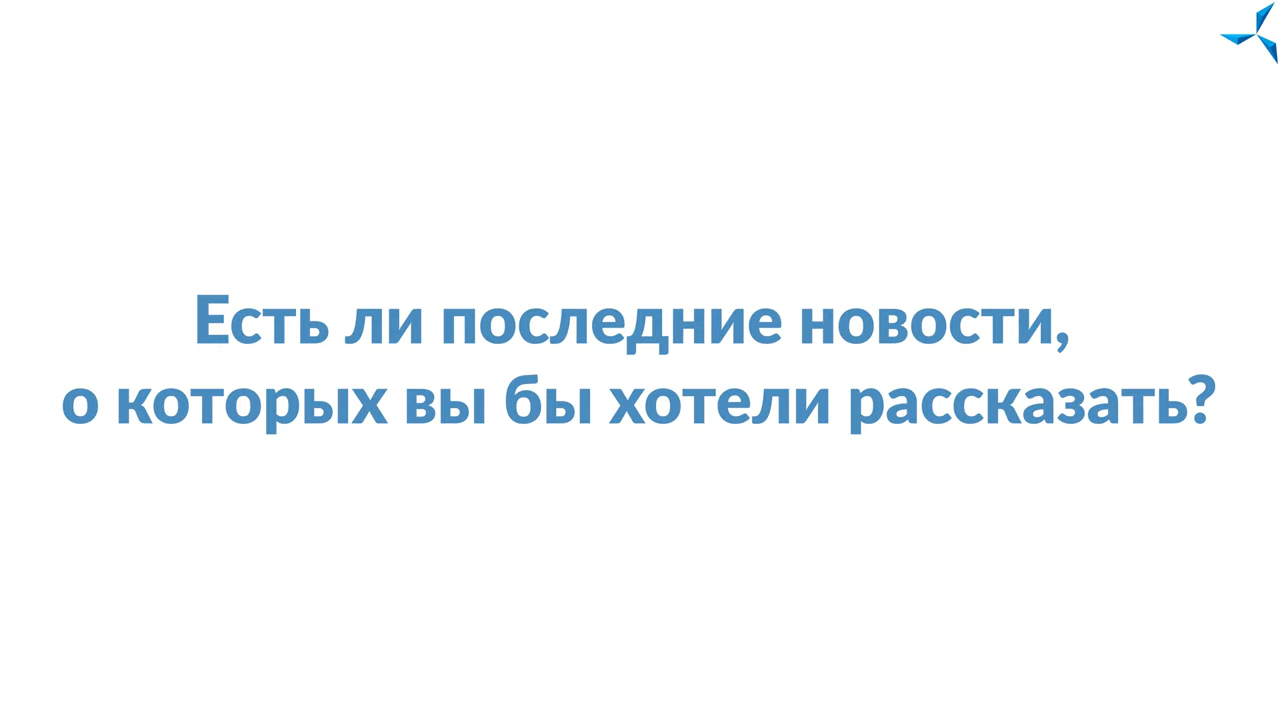 Есть ли последние новости,
о которых вы бы хотели рассказать?